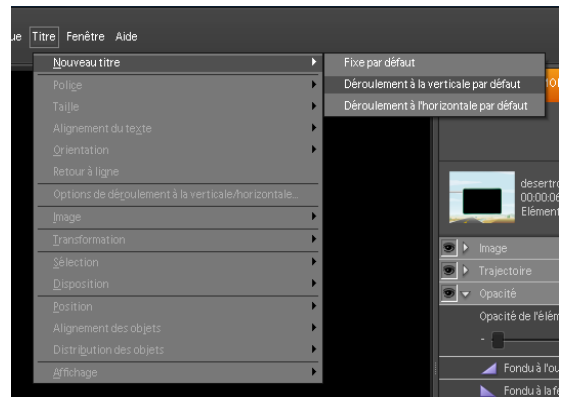 ue Titre Fenêtre Aide
Nouveau titre
Fixe par défaut
Déroulement à la verticale par défaut
Déroulement à l'horizontale par défaut
Police
Taille
Alignement du texte
Orientation
Retour à ligne
Options de déroulement à la verticale/horizontale...
Image
Transformation
Sélection
Disposition
Position
Alignement des objets
Distribution des objets
Affichage
desertro
00:00:06
Elément
Image
Trajectoire
Opacité
Opacité de l'élém
-
Fondu à l'ou
Fondu à la fe